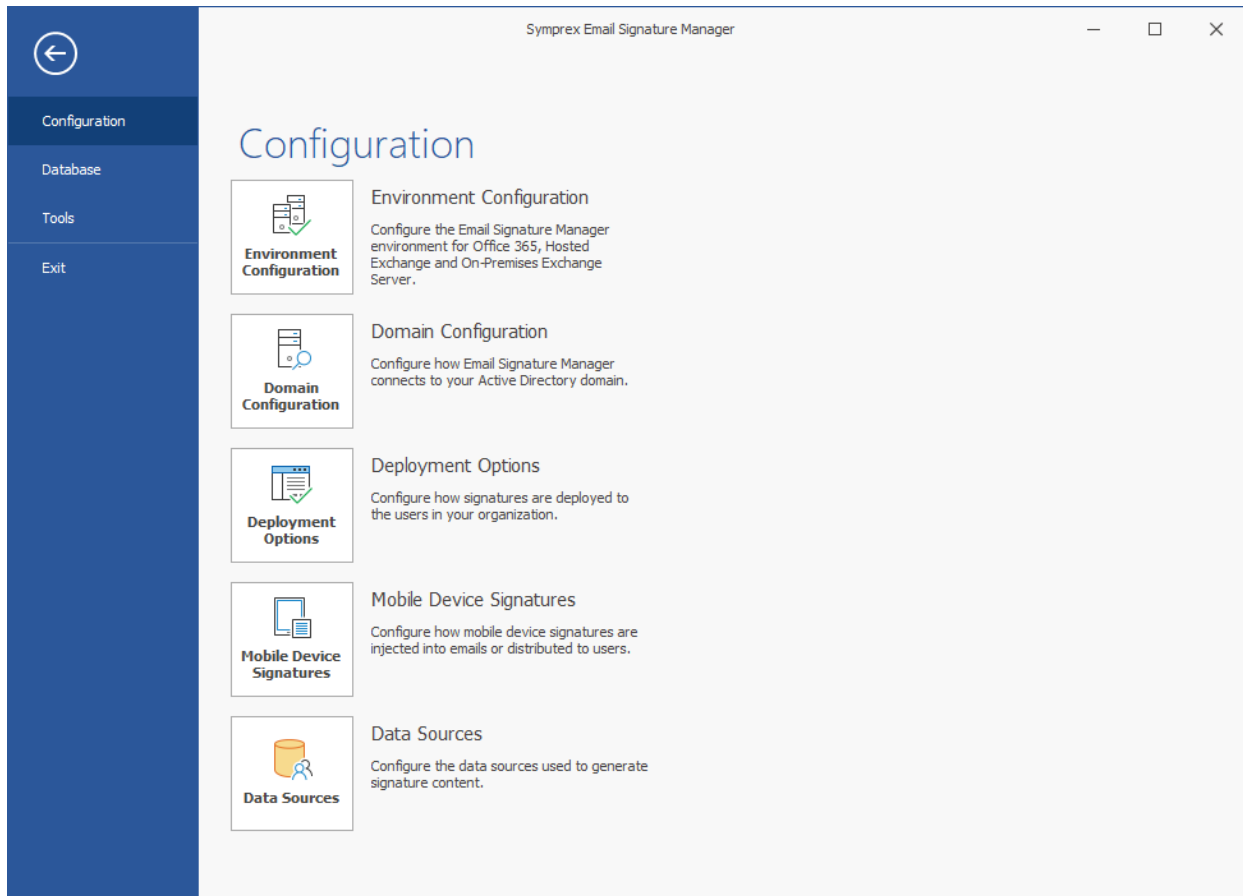 Symprex Email Signature Manager
Configuration
Database
Tools
Exit
Configuration
Environment
Configuration
Environment Configuration
Configure the Email Signature Manager
environment for Office 365, Hosted
Exchange and On-Premises Exchange
Server.
Domain
Configuration
Domain Configuration
Configure how Email Signature Manager
connects to your Active Directory domain.
Deployment
Options
Deployment Options
Configure how signatures are deployed to
the users in your organization.
Mobile Device
Signatures
Mobile Device Signatures
Configure how mobile device signatures are
injected into emails or distributed to users.
Data Sources
Data Sources
Configure the data sources used to generate
signature content.